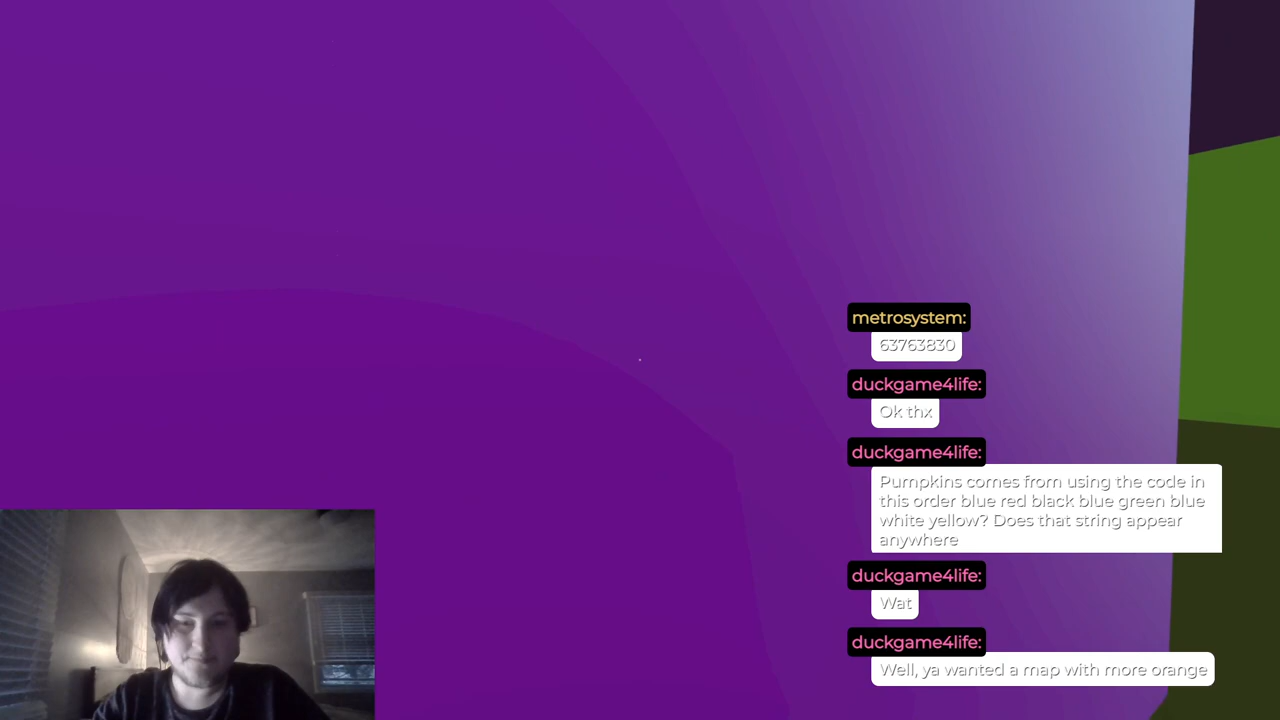 metrosystem:
63763830
duckgame4life:
Ok thx
duckgame4life:
Pumpkins comes from using the code in
this order blue red black blue green blue
white yellow? Does that string appear
anywhere
duckgame4life:
Wat
duckgame4life:
Well, ya wanted a map with more orange